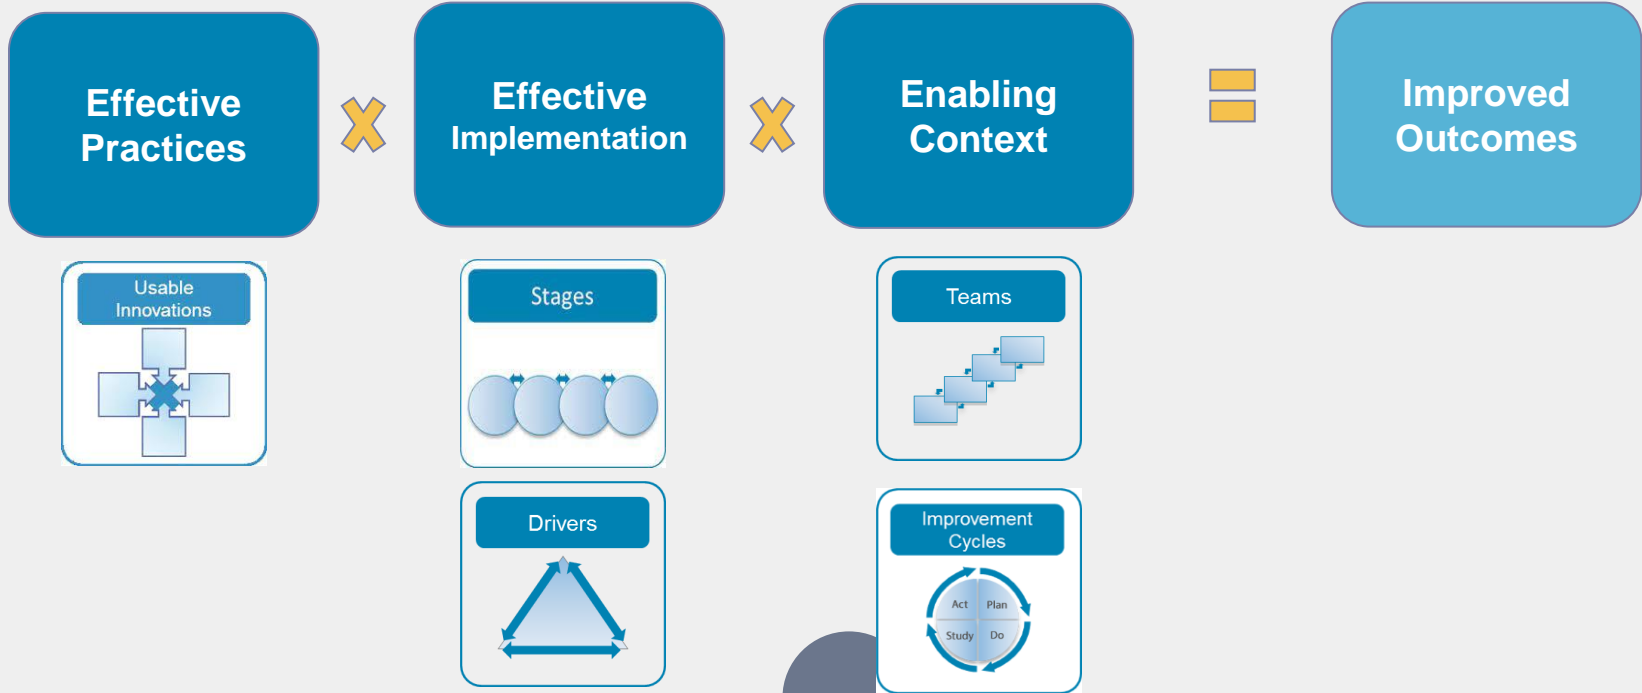 Effective
Practices
Effective
Implementation
Enabling
Context
Improved
Outcomes
Usable
Innovations
Stages
Teams
Drivers
Improvement
Cycles
Act Plan
Study Do